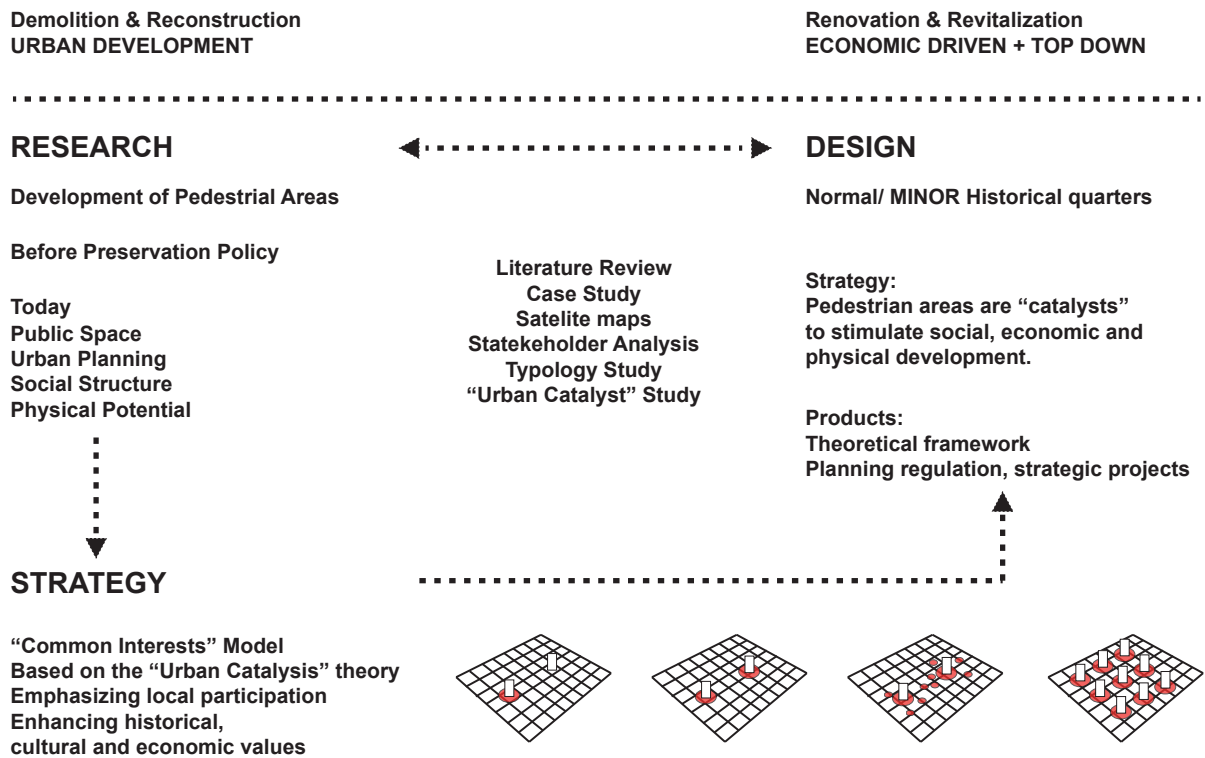 Demolition & Reconstruction
URBAN DEVELOPMENT
Renovation & Revitalization
ECONOMIC DRIVEN + TOP DOWN
RESEARCH
Development of Pedestrial Areas
Before Preservation Policy
Today
Public Space
Urban Planning
Social Structure
Physical Potential
Literature Review
Case Study
Satelite maps
Statekeholder Analysis
Typology Study
“Urban Catalyst” Study
DESIGN
Normal/ MINOR Historical quarters
Strategy:
Pedestrian areas are “catalysts”
to stimulate social, economic and
physical development.
Products:
Theoretical framework
Planning regulation, strategic projects
STRATEGY
“Common Interests” Model
Based on the “Urban Catalysis” theory
Emphasizing local participation
Enhancing historical,
cultural and economic values